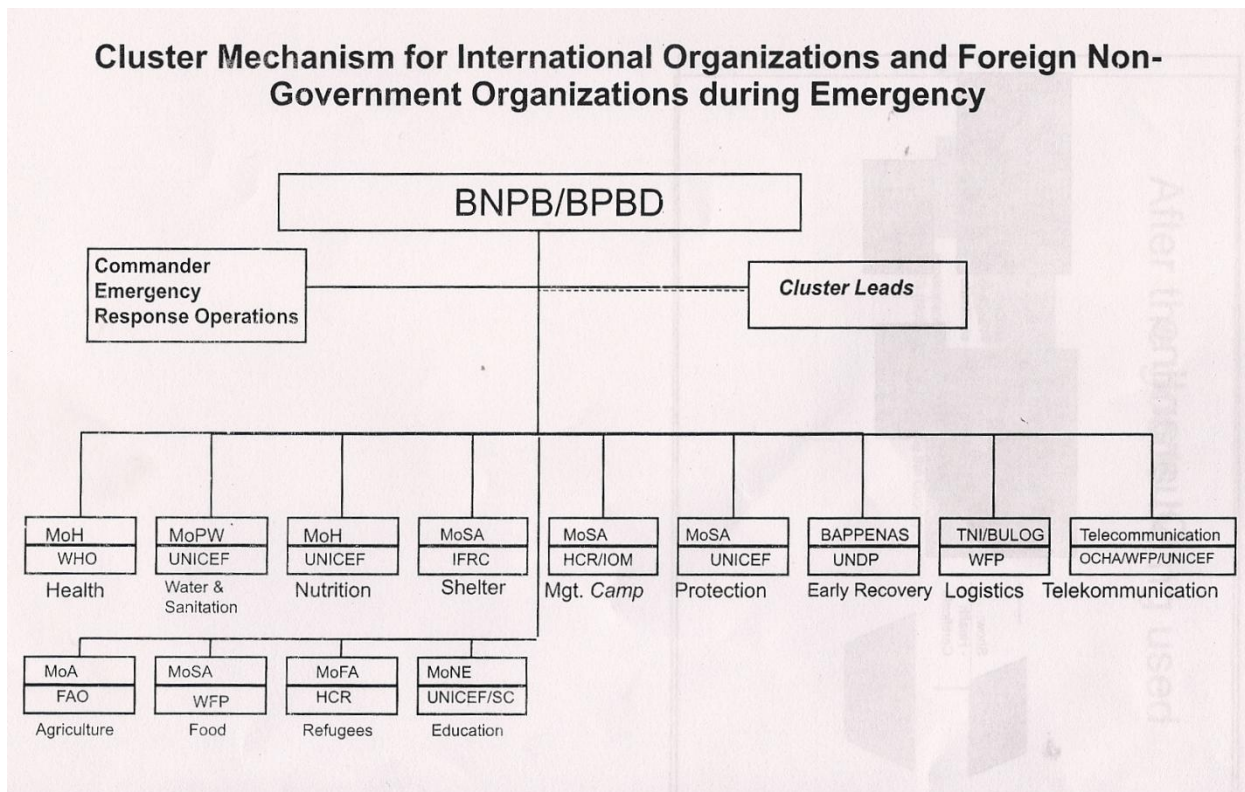 Cluster Mechanism for International Organizations and Foreign Non-
Government Organizations during Emergency
BNPB/BPBD
Commander
Emergency
Response Operations
Cluster Leads
MoH
WHO
Health
MoPW
UNICEF
Water &
Sanitation
MoH
UNICEF
Nutrition
MoSA
IFRC
Shelter
MoSA
HCR/IOM
Mgt. Camp
MoSA
UNICEF
Protection
BAPPENAS
UNDP
Early Recovery
TNI/BULOG
WFP
Logistics
Telecommunication
OCHA/WFP/UNICEF
Telekommunication
MoA
FAO
Agriculture
MoSA
WFP
Food
MoFA
HCR
Refugees
MoNE
UNICEF/SC
Education